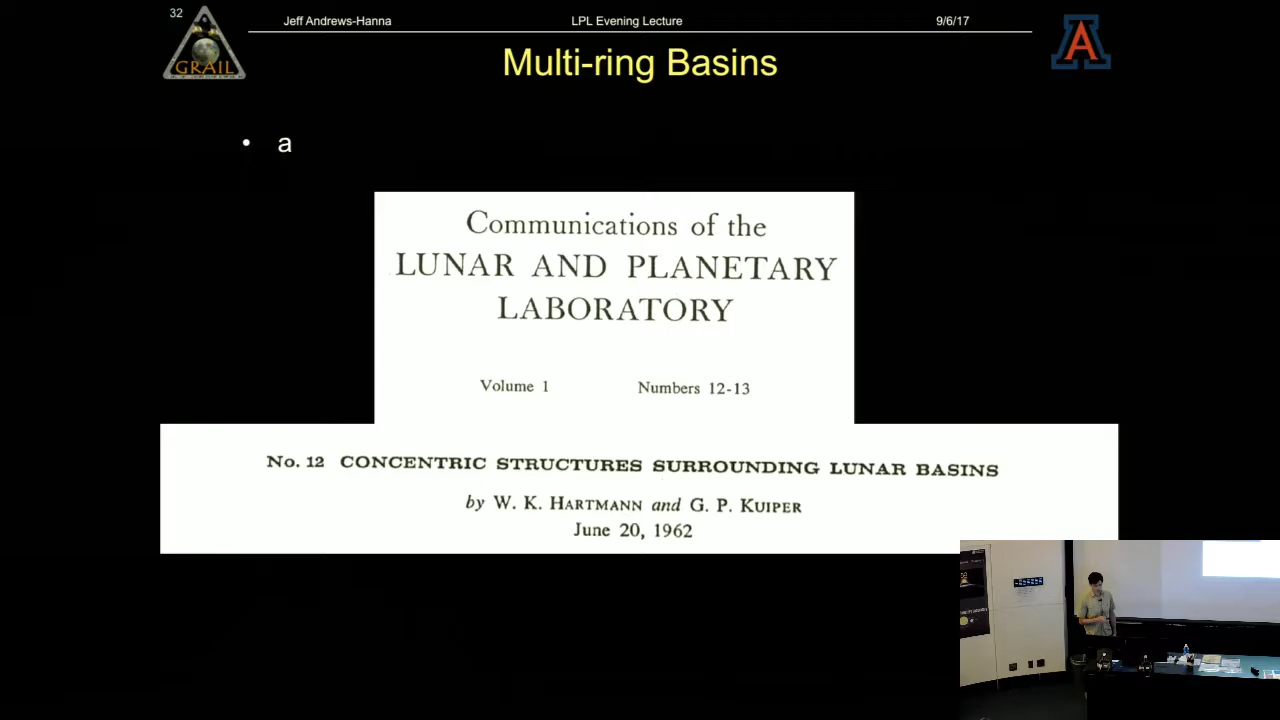 32
Jeff Andrews-Hanna LPL Evening Lecture 9/6/17
GRAIL
A
Multi-ring Basins
• a
Communications of the
LUNAR AND PLANETARY
LABORATORY
Volume 1 Numbers 12-13
No. 12 CONCENTRIC STRUCTURES SURROUNDING LUNAR BASINS
by W. K. HARTMANN and G. P. KUIPER
June 20, 1962